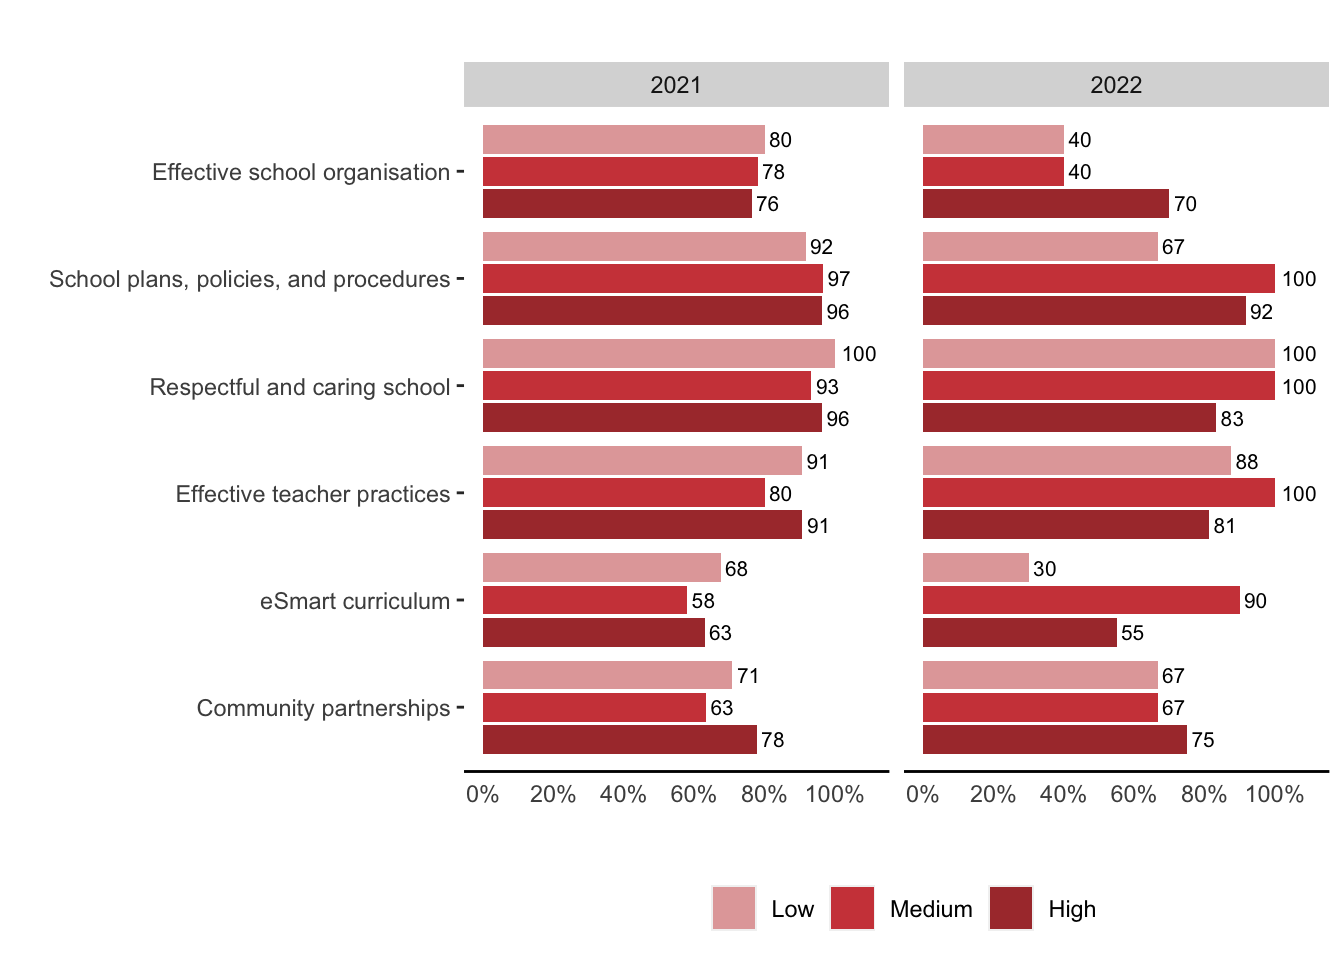 2021 2022
Effective school organisation 80 40
78 40
76 70
School plans, policies, and procedures 92 67
97 100
96 92
Respectful and caring school 100 100
93 100
96 83
Effective teacher practices 91 88
80 100
91 81
eSmart curriculum 68 30
58 90
63 55
Community partnerships 71 67
63 67
78 75
0% 20% 40% 60% 80% 100% 0% 20% 40% 60% 80% 100%
Low Medium High